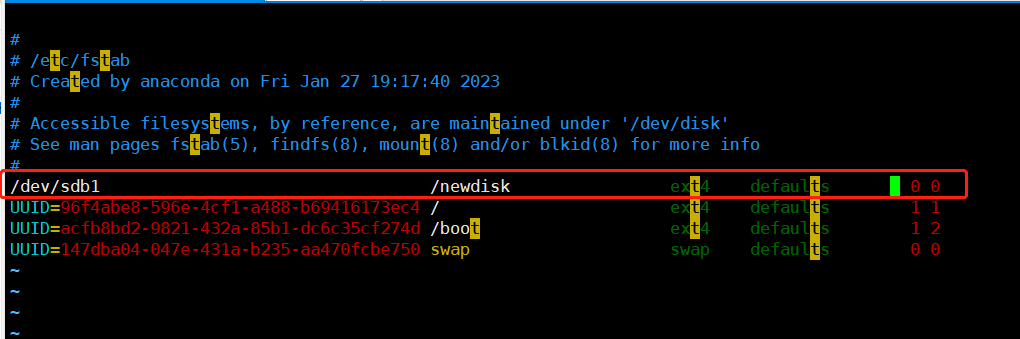 #
# /etc/fstab
# Created by anaconda on Fri Jan 27 19:17:40 2023
#
# Accessible filesystems, by reference, are maintained under '/dev/disk'
# See man pages fstab(5), findfs(8), mount(8) and/or blkid(8) for more info
#
/dev/sdb1 /newdisk ext4 defaults 0 0
UUID=96f4abe8-596e-4cf1-a488-b69416173ec4 / ext4 defaults 1 1
UUID=acfb8bd2-9821-432a-85b1-dc6c35cf274d /boot ext4 defaults 1 2
UUID=147dba04-047e-431a-b235-aa470fcbe750 swap swap defaults 0 0
~
~
~
~